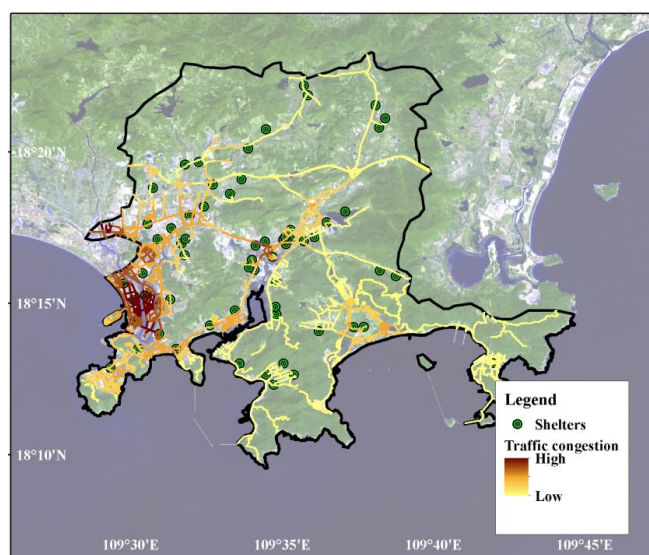 18°20'N
18°15'N
18°10'N
109°30'E
109°35'E
109°40'E
109°45'E
Legend
Shelters
Traffic congestion
High
Low